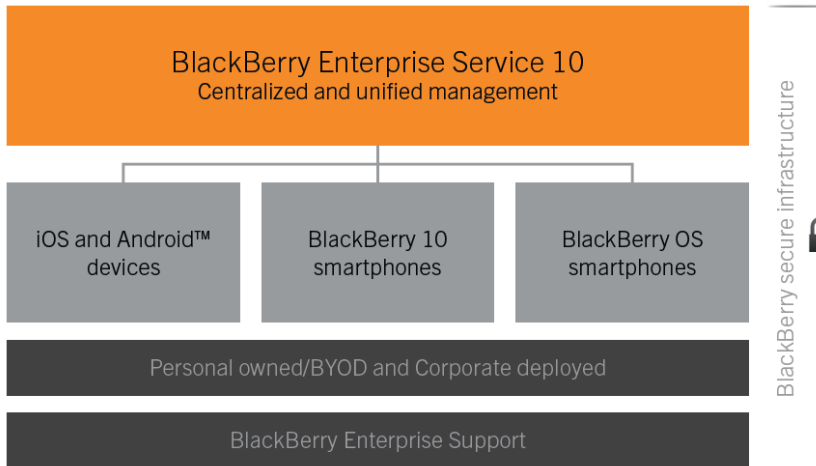 BlackBerry Enterprise Service 10
Centralized and unified management
iOS and Android™
devices
BlackBerry 10
smartphones
BlackBerry OS
smartphones
Personal owned/BYOD and Corporate deployed
BlackBerry Enterprise Support
BlackBerry secure infrastructure